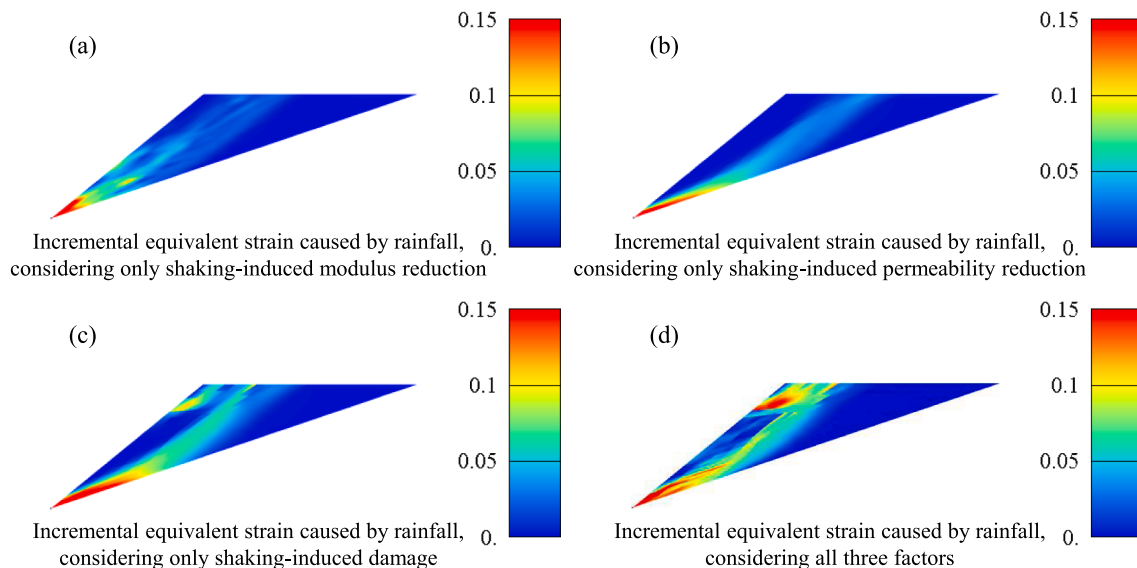 (a)
0.15
0.1
0.05
0.
Incremental equivalent strain caused by rainfall,
considering only shaking-induced modulus reduction
(b)
0.15
0.1
0.05
0.
Incremental equivalent strain caused by rainfall,
considering only shaking-induced permeability reduction
(c)
0.15
0.1
0.05
0.
Incremental equivalent strain caused by rainfall,
considering only shaking-induced damage
(d)
0.15
0.1
0.05
0.
Incremental equivalent strain caused by rainfall,
considering all three factors